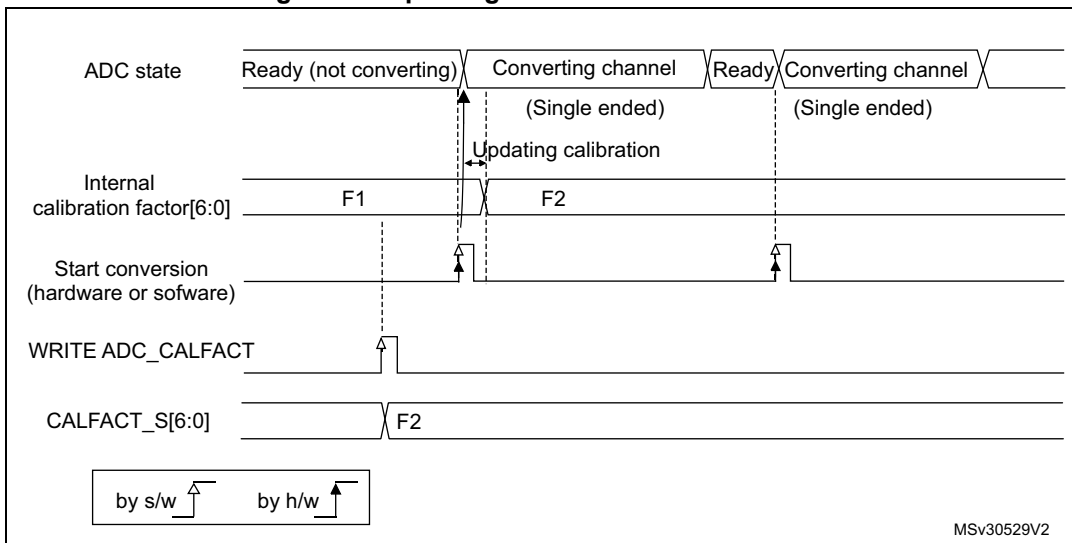 ADC state
Ready (not converting)
Converting channel
Ready
Converting channel
(Single ended)
(Single ended)
Updating calibration
Internal
calibration factor[6:0]
F1
F2
Start conversion
(hardware or sofware)
WRITE ADC_CALFACT
CALFACT_S[6:0]
F2
by s/w
by h/w
MSv30529V2